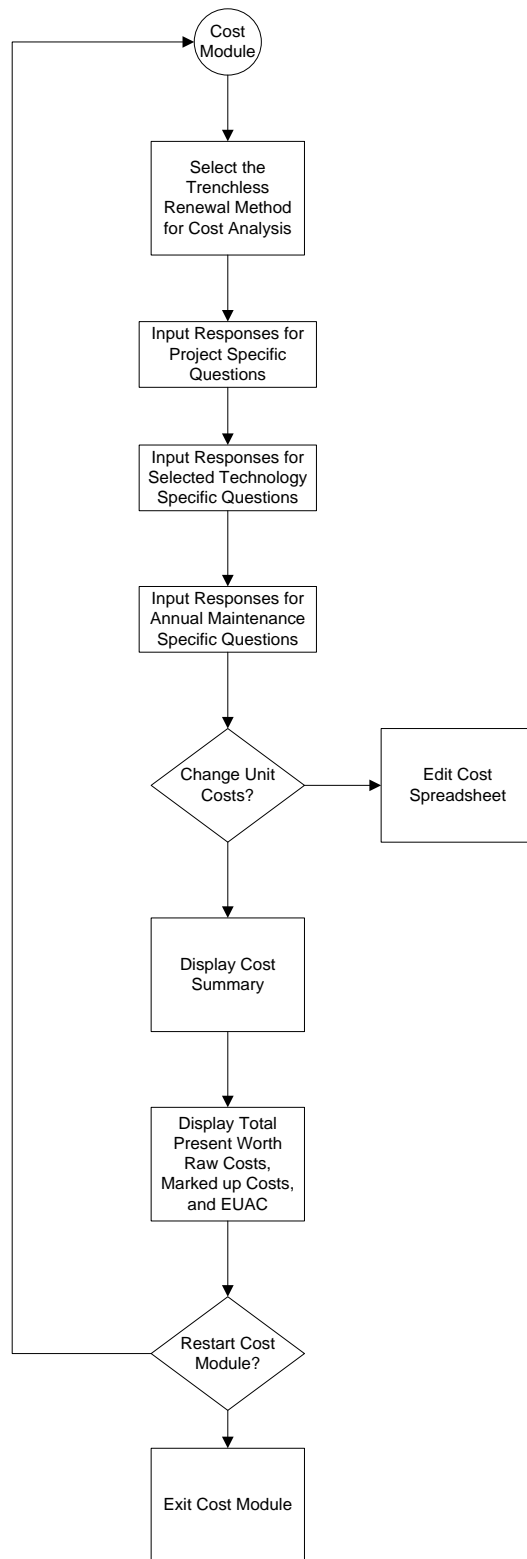 Cost
Module
Select the
Trenchless
Renewal Method
for Cost Analysis
Input Responses for
Project Specific
Questions
Input Responses for
Selected Technology
Specific Questions
Input Responses for
Annual Maintenance
Specific Questions
Change Unit
Costs?
Edit Cost
Spreadsheet
Display Cost
Summary
Display Total
Present Worth
Raw Costs,
Marked up Costs,
and EUAC
Restart Cost
Module?
Exit Cost Module